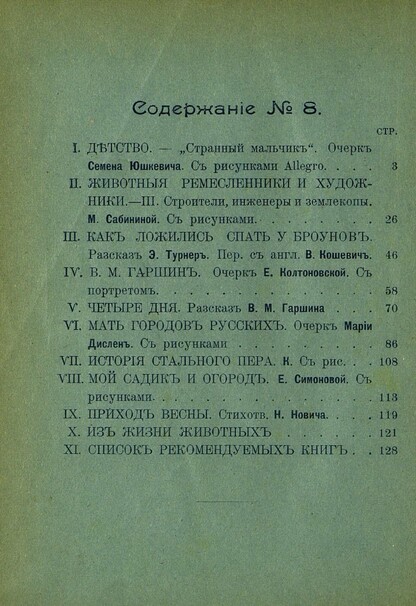 Содержаніе № 8.
СТР.
I. ДѢТСТВО. — „Странный мальчикъ“. Очеркъ
Семена Юшкевича. Съ рисунками Allegro. . . 3
II. ЖИВОТНЫЯ РЕМЕСЛЕННИКИ И ХУДОЖ-
НИКИ.—III. Строители, инженеры и землекопы.
М. Сабининой. Съ рисунками. . . . . . . 26
III. КАКЪ ЛОЖИЛИСЬ СПАТЬ У БРОУНОВЪ.
Разсказъ Э. Турнеръ. Пер. съ англ. В. Кошевичъ. 46
IV. В. М. ГАРШИНЪ. Очеркъ Е. Колтоновской. Съ
портретомъ. . . . . . . . . . . . . 58
V. ЧЕТЫРЕ ДНЯ. Разсказъ В. М. Гаршина . . 70
VI. МАТЬ ГОРОДОВЪ РУССКИХЪ. Очеркъ Маріи
Дисленъ. Съ рисунками . . . . . . . . 86
VII. ИСТОРІЯ СТАЛЬНОГО ПЕРА. К. Съ рис. . . 108
VIII. МОЙ САДИКЪ И ОГОРОДЪ. Е. Симоновой. Съ
рисунками. . . . . . . . . . . . . 113
IX. ПРИХОДЪ ВЕСНЫ. Стихотв. Н. Новича. . . . 119
X. ИЗЪ ЖИЗНИ ЖИВОТНЫХЪ . . . . . . 121
XI. СПИСОКЪ РЕКОМЕНДУЕМЫХЪ КНИГЪ . . 128